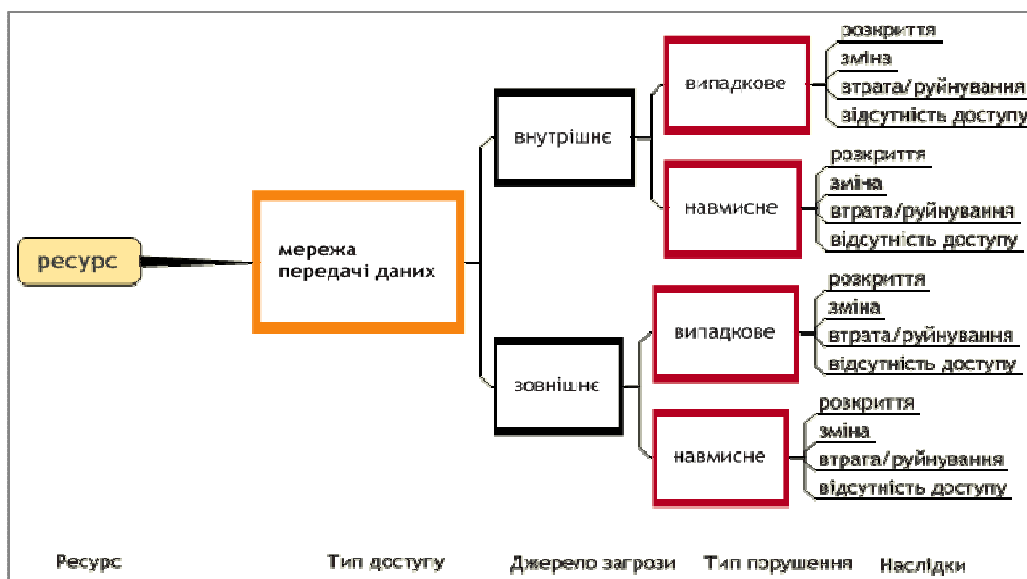 розкриття
зміна
випадкове
втрата/руйнування
відсутність доступу
внутрішнє
розкриття
зміна
навмисне
втрата/руйнування
відсутність доступу
мережа
передачі даних
ресурс
розкриття
зміна
випадкове
втрата/руйнування
відсутність доступу
зовнішнє
розкриття
зміна
навмисне
втрата/руйнування
відсутність доступу
Ресурс Тип доступу Джерело загрози Тип порушення Наслідки